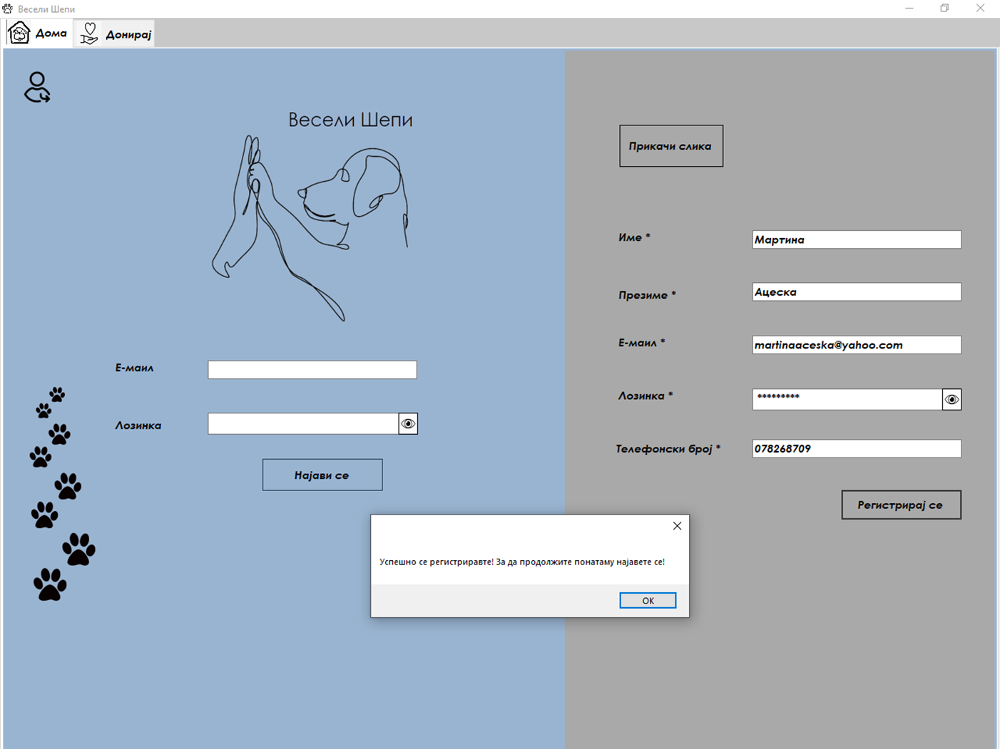 Весели Шепи
Дома
Донирај
Весели Шепи
Е-маил
Лозинка
Најави се
Прикачи слика
Име * Мартина
Презиме * Ацеска
Е-маил * martinaaceska@yahoo.com
Лозинка * *********
Телефонски број * 078268709
Регистрирај се
Успешно се регистриравте! За да продолжите понатаму најавете се!
OK